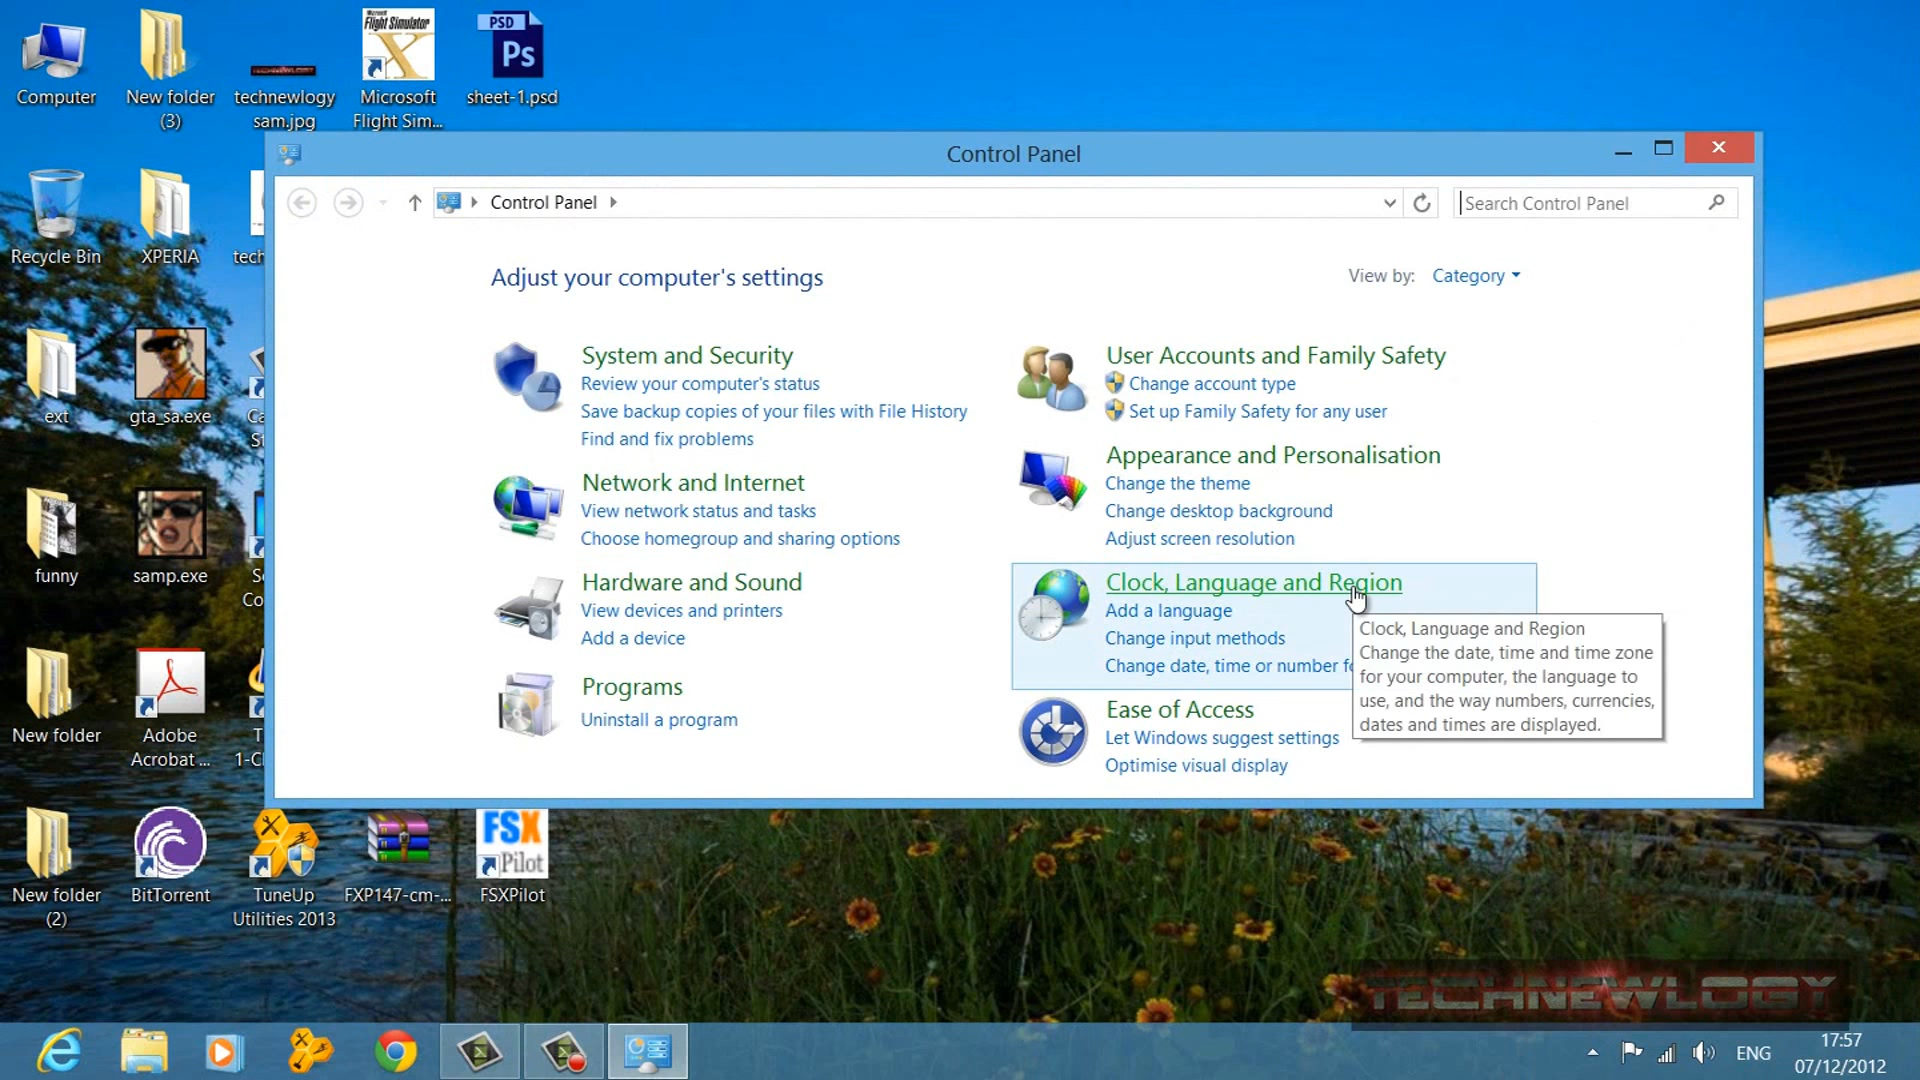 Computer
New folder
(3)
technewlogy
sam.jpg
Microsoft
Flight Simulator
X
Microsoft
Flight Sim...
PSD
Ps
sheet-1.psd
Control Panel
Control Panel
Search Control Panel
Recycle Bin
XPERIA
tech
Adjust your computer's settings
View by: Category
System and Security
Review your computer's status
Save backup copies of your files with File History
Find and fix problems
Network and Internet
View network status and tasks
Choose homegroup and sharing options
Hardware and Sound
View devices and printers
Add a device
Programs
Uninstall a program
User Accounts and Family Safety
Change account type
Set up Family Safety for any user
Appearance and Personalisation
Change the theme
Change desktop background
Adjust screen resolution
Clock, Language and Region
Add a language
Change input methods
Change date, time or number fo
Clock, Language and Region
Change the date, time and time zone
for your computer, the language to
use, and the way numbers, currencies,
dates and times are displayed.
Ease of Access
Let Windows suggest settings
Optimise visual display
ext
gta_sa.exe
funny
samp.exe
New folder
Adobe
Acrobat ...
New folder
(2)
BitTorrent
TuneUp
Utilities 2013
FXP147-cm-...
FSX
Pilot
FSXPilot
TECHNEWLOGY
ENG
17:57
07/12/2012